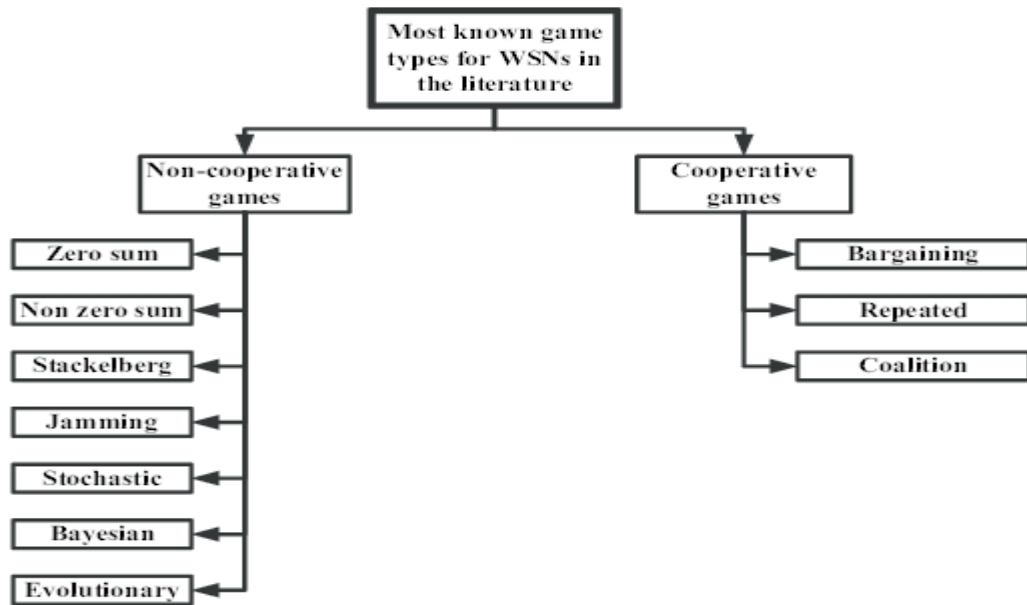 Most known game
types for WSNs in
the literature
Non-cooperative
games
Cooperative
games
Zero sum
Non zero sum
Stackelberg
Jamming
Stochastic
Bayesian
Evolutionary
Bargaining
Repeated
Coalition